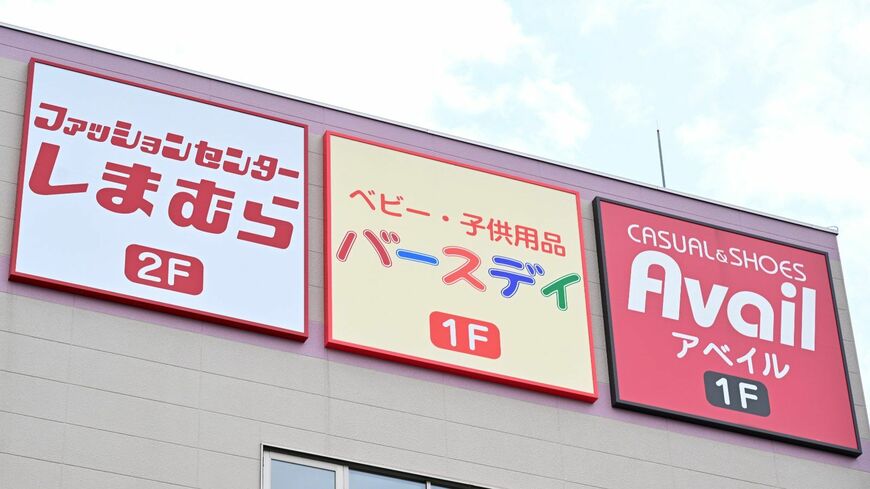 ファッションセンター
しまむら
2F
ベビー・子供用品
バースデイ
1F
CASUAL&SHOES
Avail
アベイル
1F